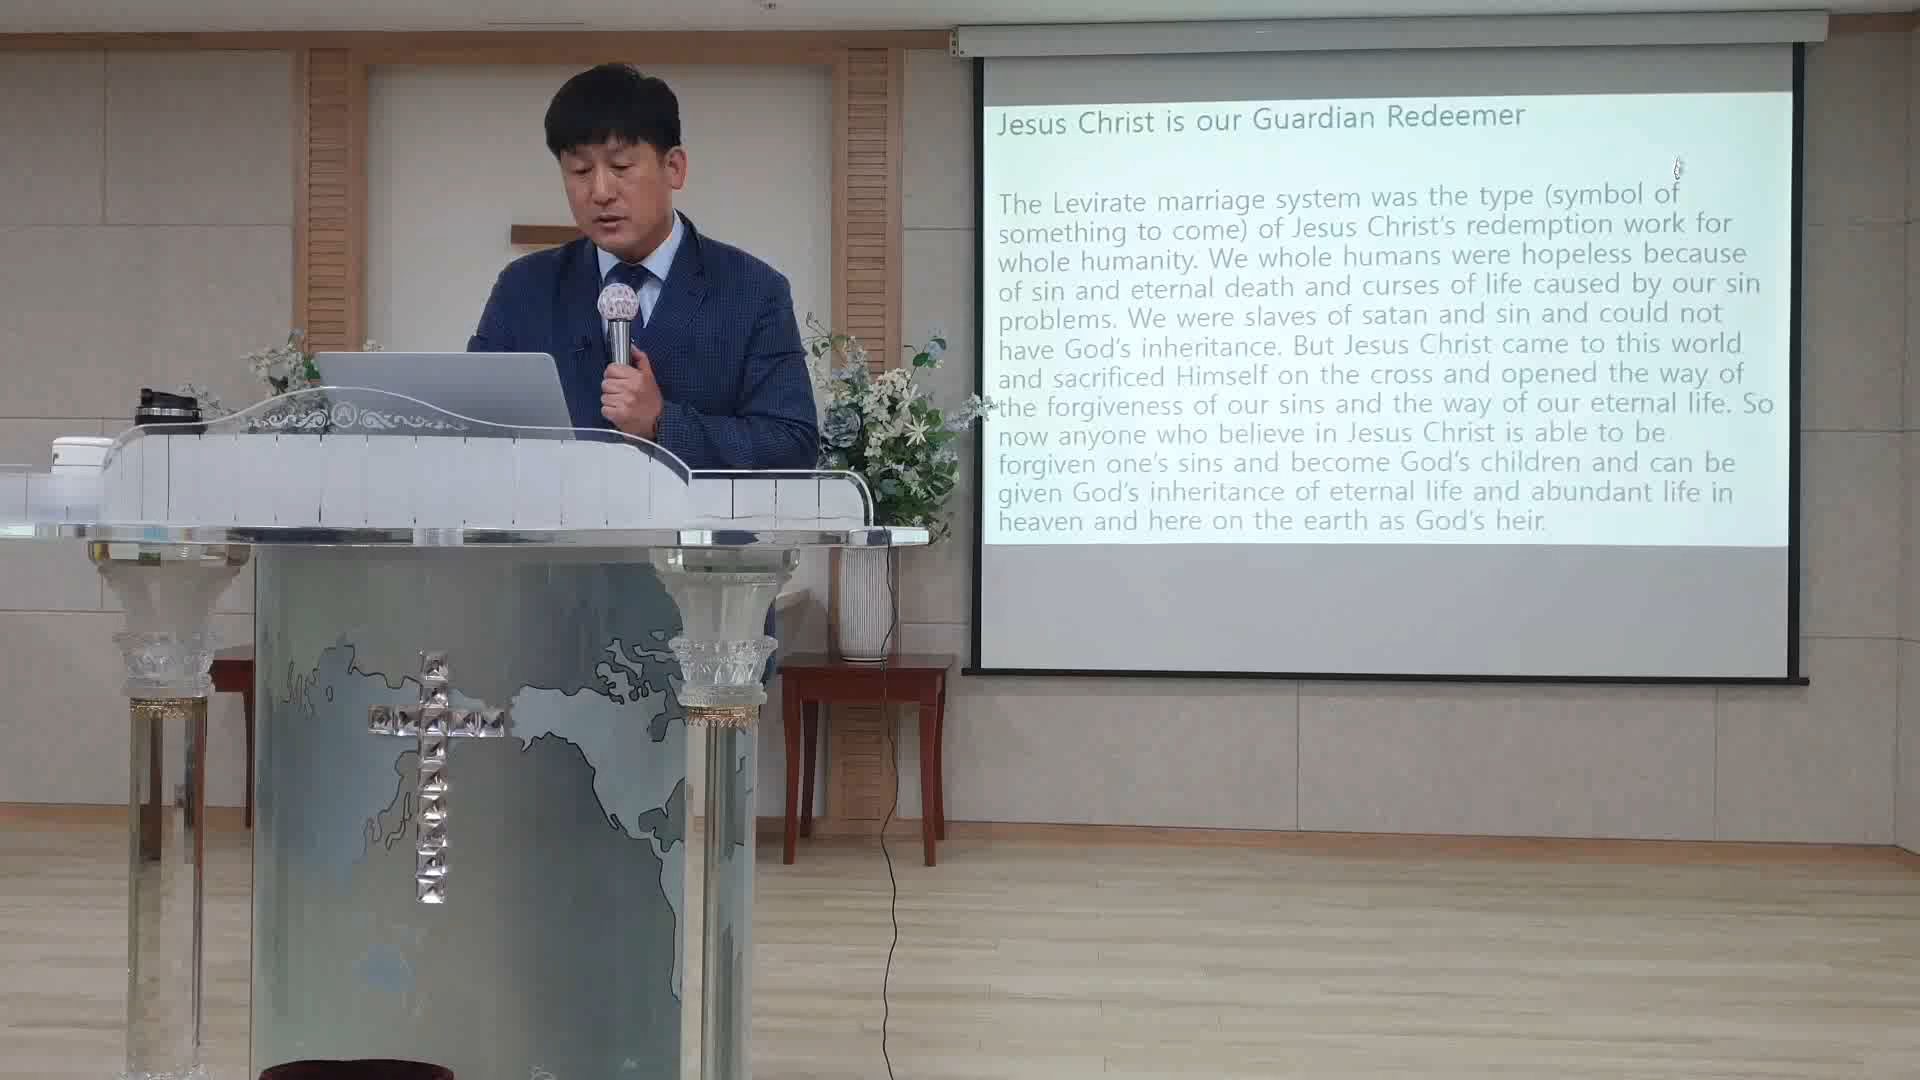 Jesus Christ is our Guardian Redeemer
The Levirate marriage system was the type (symbol of
something to come) of Jesus Christ's redemption work for
whole humanity. We whole humans were hopeless because
of sin and eternal death and curses of life caused by our sin
problems. We were slaves of satan and sin and could not
have God's inheritance. But Jesus Christ came to this world
and sacrificed Himself on the cross and opened the way of
the forgiveness of our sins and the way of our eternal life. So
now anyone who believe in Jesus Christ is able to be
forgiven one's sins and become God's children and can be
given God's inheritance of eternal life and abundant life in
heaven and here on the earth as God's heir.